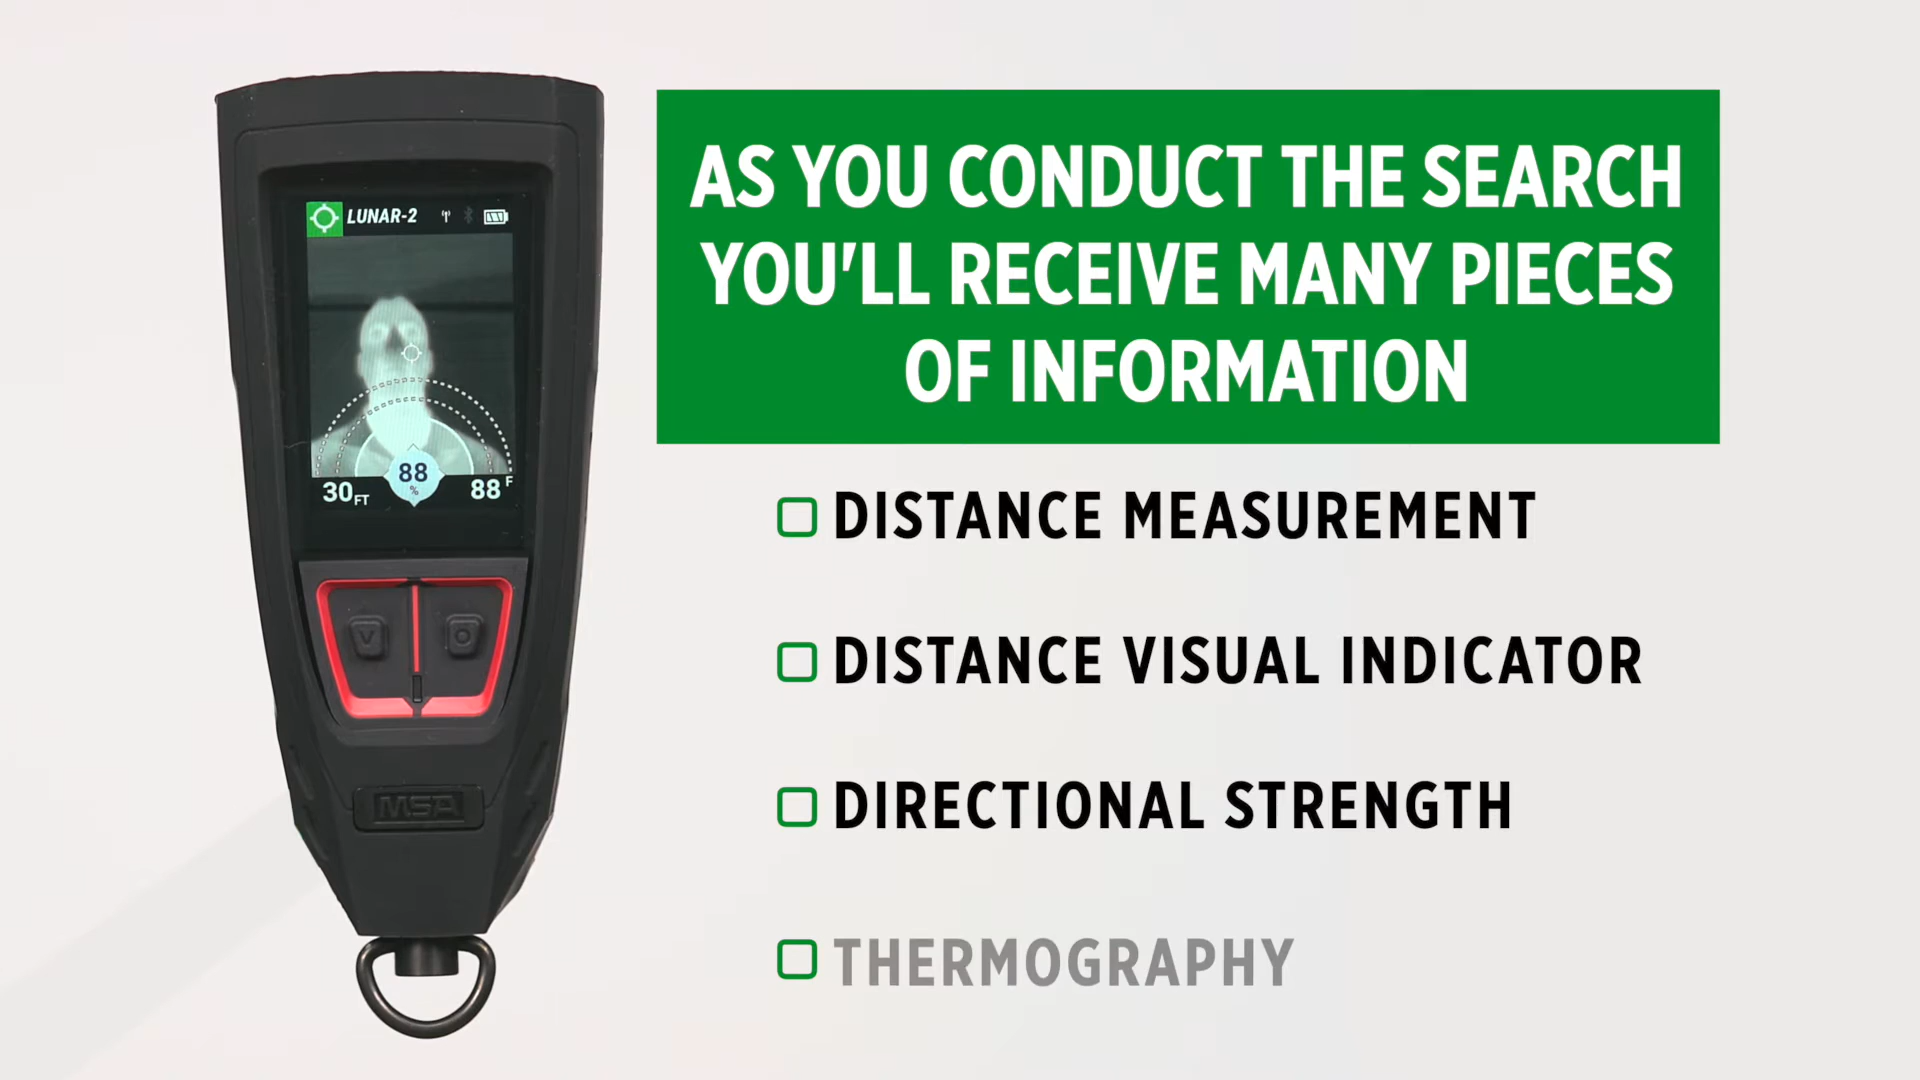 LUNAR-2
88
%
30FT
88 F
V
O
MSA
AS YOU CONDUCT THE SEARCH
YOU'LL RECEIVE MANY PIECES
OF INFORMATION
DISTANCE MEASUREMENT
DISTANCE VISUAL INDICATOR
DIRECTIONAL STRENGTH
THERMOGRAPHY